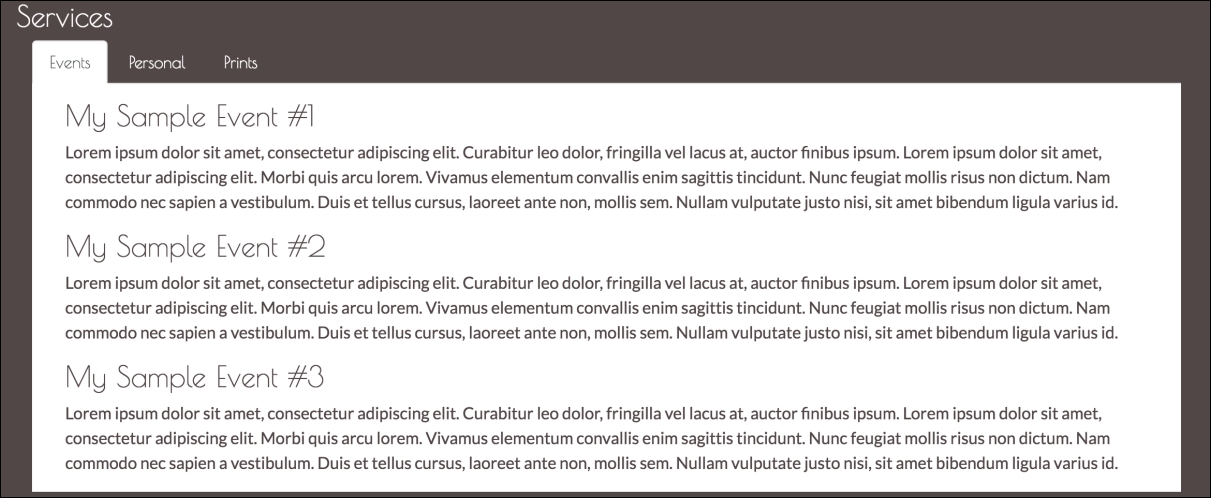 Services
Events Personal Prints
My Sample Event #1
Lorem ipsum dolor sit amet, consectetur adipiscing elit. Curabitur leo dolor, fringilla vel lacus at, auctor finibus ipsum. Lorem ipsum dolor sit amet,
consectetur adipiscing elit. Morbi quis arcu lorem. Vivamus elementum convallis enim sagittis tincidunt. Nunc feugiat mollis risus non dictum. Nam
commodo nec sapien a vestibulum. Duis et tellus cursus, laoreet ante non, mollis sem. Nullam vulputate justo nisi, sit amet bibendum ligula varius id.
My Sample Event #2
Lorem ipsum dolor sit amet, consectetur adipiscing elit. Curabitur leo dolor, fringilla vel lacus at, auctor finibus ipsum. Lorem ipsum dolor sit amet,
consectetur adipiscing elit. Morbi quis arcu lorem. Vivamus elementum convallis enim sagittis tincidunt. Nunc feugiat mollis risus non dictum. Nam
commodo nec sapien a vestibulum. Duis et tellus cursus, laoreet ante non, mollis sem. Nullam vulputate justo nisi, sit amet bibendum ligula varius id.
My Sample Event #3
Lorem ipsum dolor sit amet, consectetur adipiscing elit. Curabitur leo dolor, fringilla vel lacus at, auctor finibus ipsum. Lorem ipsum dolor sit amet,
consectetur adipiscing elit. Morbi quis arcu lorem. Vivamus elementum convallis enim sagittis tincidunt. Nunc feugiat mollis risus non dictum. Nam
commodo nec sapien a vestibulum. Duis et tellus cursus, laoreet ante non, mollis sem. Nullam vulputate justo nisi, sit amet bibendum ligula varius id.